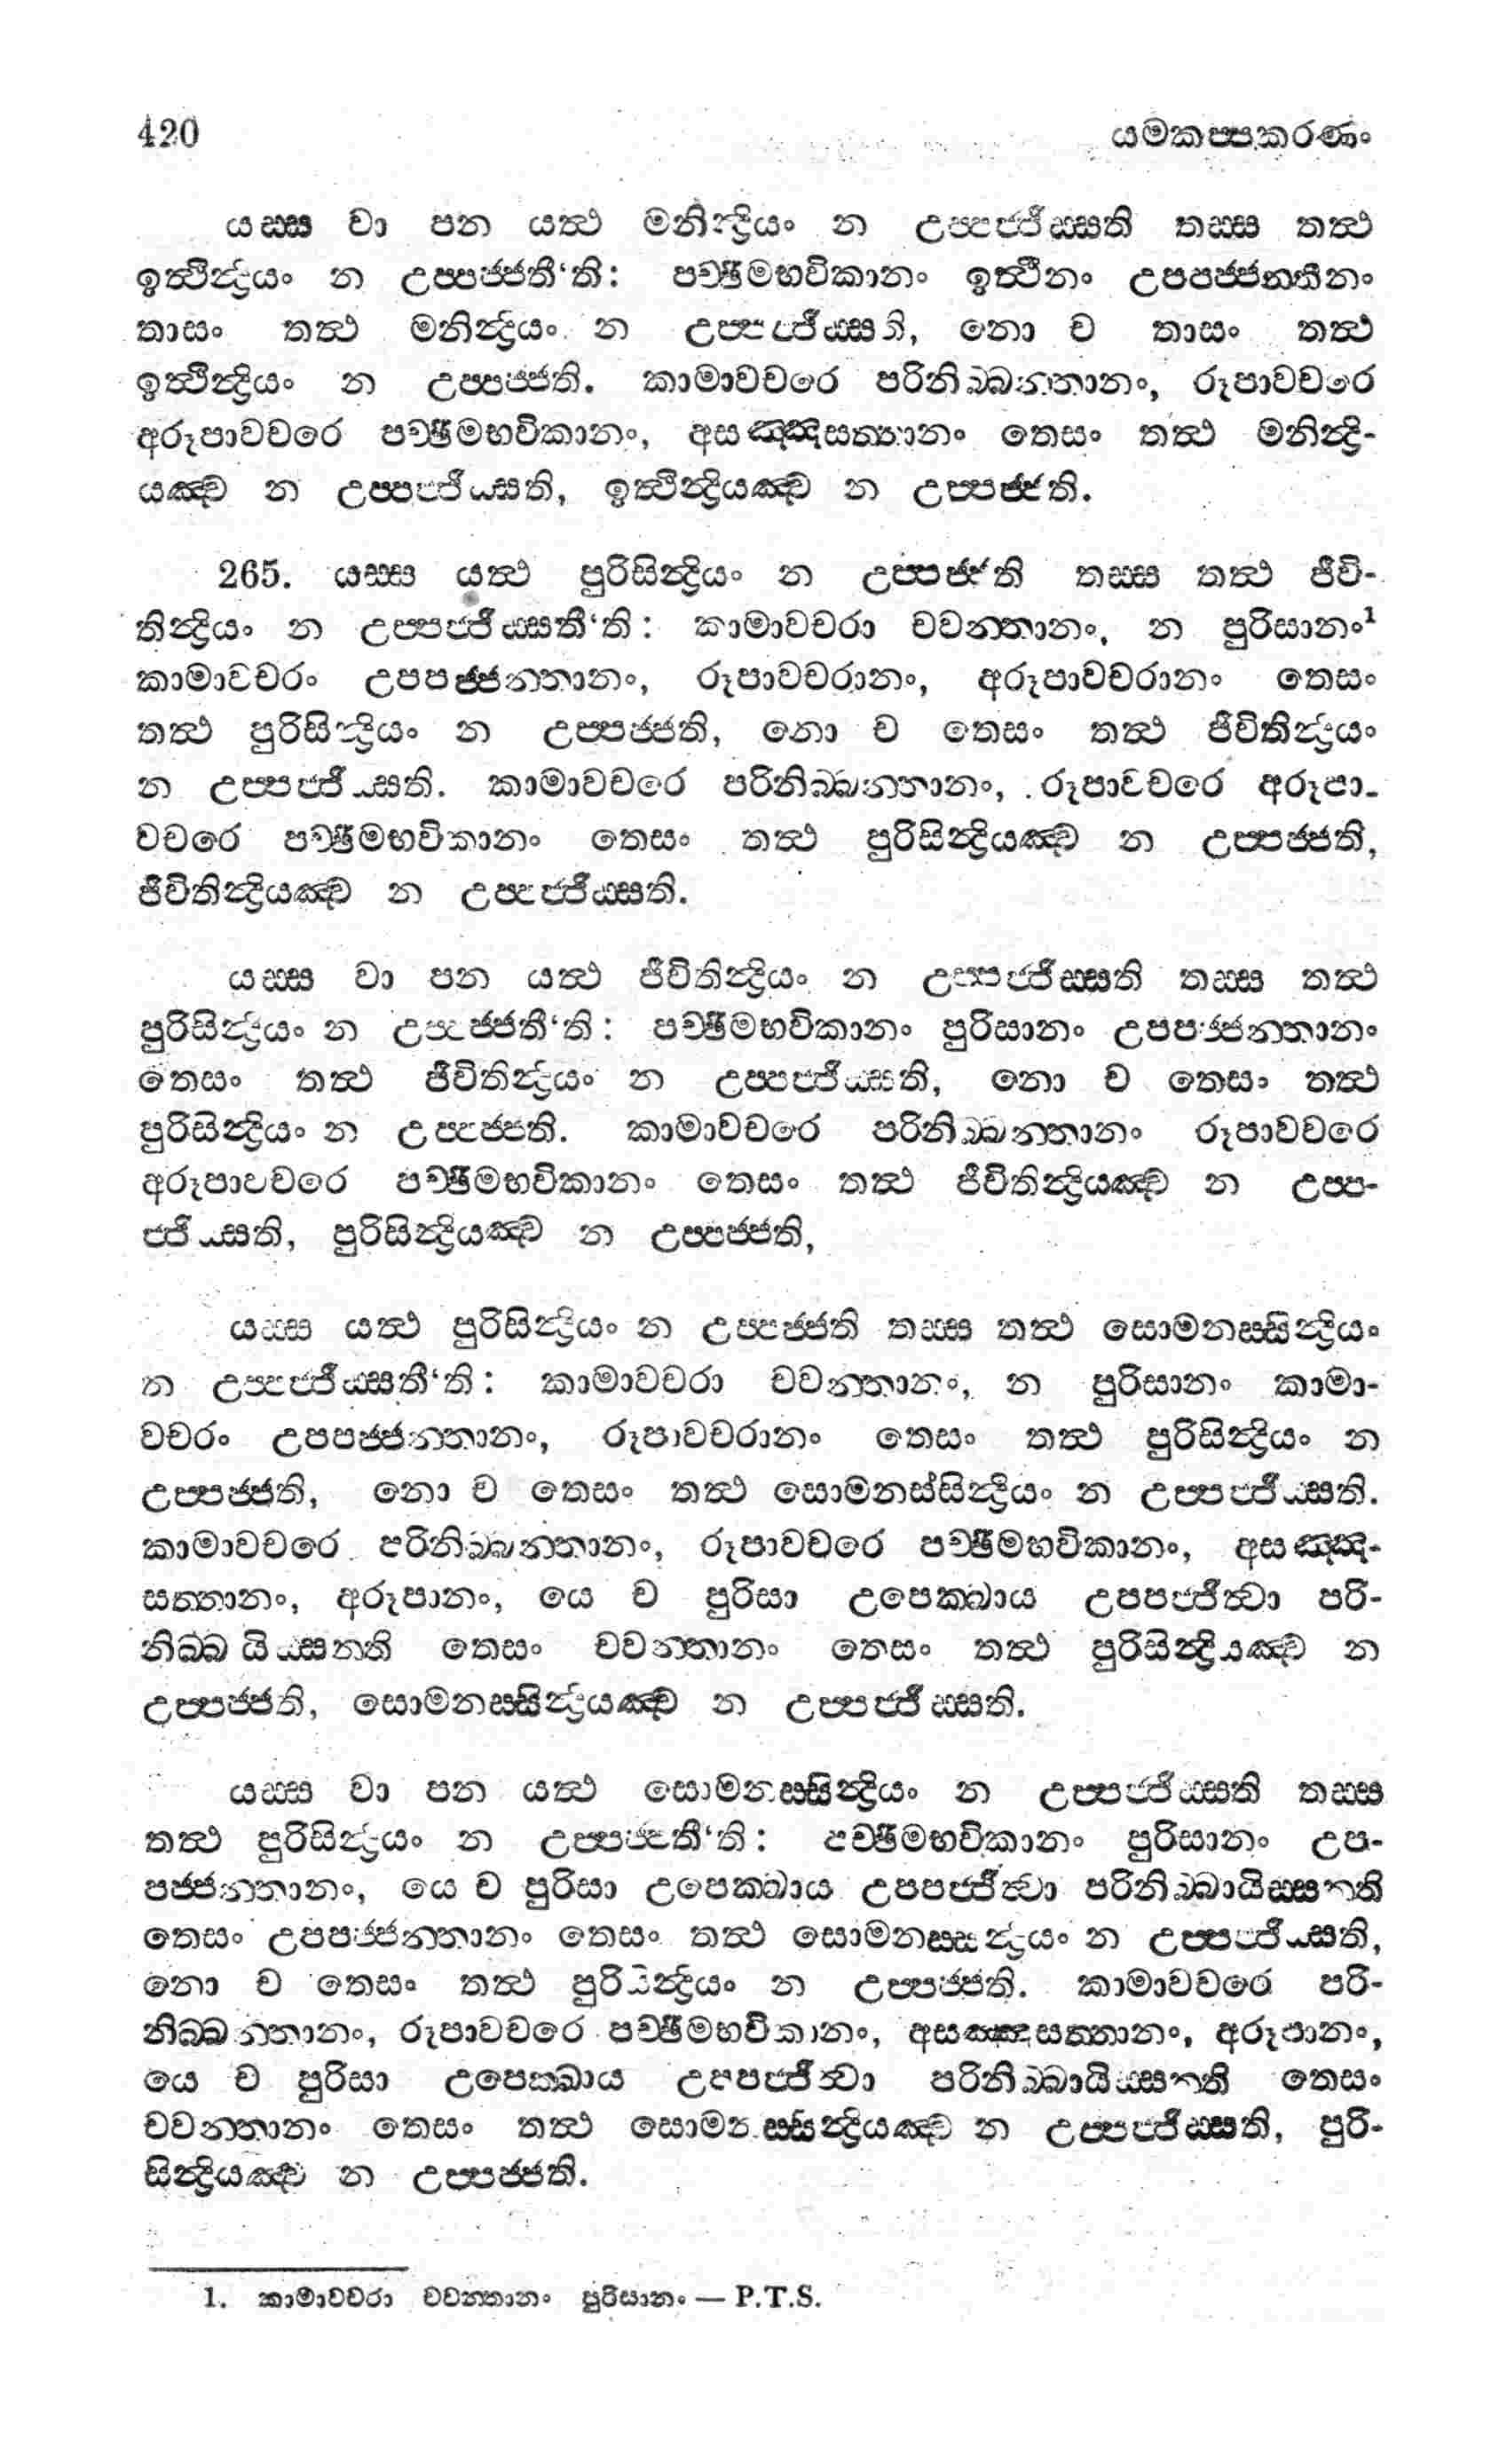 420 යමකප්පකරණං
යස්ස වා පන යත්ථ මනින්ද්‍රියං න උප්පජ්ජිස්සති තස්ස තත්ථ
ඉත්ථින්ද්‍රියං න උප්පජ්ජතී‘ති: පච්ඡිමභවිකානං ඉත්ථීනං උපපජ්ජන්තීනං
තාසං තත්ථ මනින්ද්‍රියං න උප්පජ්ජිස්සති, නො ච තාසං තත්ථ
ඉත්ථින්ද්‍රියං න උප්පජ්ජති. කාමාවචරෙ පරිනිබ්බන්තානං, රූපාවචරෙ
අරූපාවචරෙ පච්ඡිමභවිකානං, අසඤ්ඤසත්තානං තෙසං තත්ථ මනින්ද්‍රි-
යඤ්ච න උප්පජ්ජිස්සති, ඉත්ථින්ද්‍රියඤ්ච න උප්පජ්ජති.
265. යස්ස යත්ථ පුරිසින්ද්‍රියං න උප්පජ්ජති තස්ස තත්ථ ජීවි-
තින්ද්‍රියං න උප්පජ්ජිස්සතී‘ති: කාමාවචරා චවන්තානං, න පුරිසානං1
කාමාවචරං උපපජ්ජන්තානං, රූපාවචරානං, අරූපාවචරානං තෙසං
තත්ථ පුරිසින්ද්‍රියං න උප්පජ්ජති, නො ච තෙසං තත්ථ ජීවිතින්ද්‍රියං
න උප්පජ්ජිස්සති. කාමාවචරෙ පරිනිබ්බන්තානං, රූපාවචරෙ අරූපා-
වචරෙ පච්ඡිමභවිකානං තෙසං තත්ථ පුරිසින්ද්‍රියඤ්ච න උප්පජ්ජති,
ජීවිතින්ද්‍රියඤ්ච න උප්පජ්ජිස්සති.
යස්ස වා පන යත්ථ ජීවිතින්ද්‍රියං න උප්පජ්ජිස්සති තස්ස තත්ථ
පුරිසින්ද්‍රියං න උප්පජ්ජතී‘ති: පච්ඡිමභවිකානං පුරිසානං උපපජ්ජන්තානං
තෙසං තත්ථ ජීවිතින්ද්‍රියං න උප්පජ්ජිස්සති, නො ච තෙසං තත්ථ
පුරිසින්ද්‍රියං න උප්පජ්ජති. කාමාවචරෙ පරිනිබ්බන්තානං රූපාවචරෙ
අරූපාවචරෙ පච්ඡිමභවිකානං තෙසං තත්ථ ජීවිතින්ද්‍රියඤ්ච න උප්ප-
ජ්ජිස්සති, පුරිසින්ද්‍රියඤ්ච න උප්පජ්ජති,
යස්ස යත්ථ පුරිසින්ද්‍රියං න උප්පජ්ජති තස්ස තත්ථ සොමනස්සින්ද්‍රියං
න උප්පජ්ජිස්සතී‘ති: කාමාවචරා චවන්තානං, න පුරිසානං කාමා-
වචරං උපපජ්ජන්තානං, රූපාවචරානං තෙසං තත්ථ පුරිසින්ද්‍රියං න
උප්පජ්ජති, නො ච තෙසං තත්ථ සොමනස්සින්ද්‍රියං න උප්පජ්ජිස්සති.
කාමාවචරෙ පරිනිබ්බන්තානං, රූපාවචරෙ පච්ඡිමභවිකානං, අසඤ්ඤ-
සත්තානං, අරූපානං, යෙ ච පුරිසා උපෙක්ඛාය උපපජ්ජිත්වා පරි-
නිබ්බායිස්සන්ති තෙසං චවන්තානං තෙසං තත්ථ පුරිසින්ද්‍රියඤ්ච න
උප්පජ්ජති, සොමනස්සින්ද්‍රියඤ්ච න උප්පජ්ජිස්සති.
යස්ස වා පන යත්ථ සොමනස්සින්ද්‍රියං න උප්පජ්ජිස්සති තස්ස
තත්ථ පුරිසින්ද්‍රියං න උප්පජ්ජතී‘ති: පච්ඡිමභවිකානං පුරිසානං උප-
පජ්ජන්තානං, යෙ ච පුරිසා උපෙක්ඛාය උපපජ්ජිත්වා පරිනිබ්බායිස්සන්ති
තෙසං උපපජ්ජන්තානං තෙසං තත්ථ සොමනස්සින්ද්‍රියං න උප්පජ්ජිස්සති,
නො ච තෙසං තත්ථ පුරිසින්ද්‍රියං න උප්පජ්ජති. කාමාවචරෙ පරි-
නිබ්බන්තානං, රූපාවචරෙ පච්ඡිමභවිකානං, අසඤ්ඤසත්තානං, අරූපානං,
යෙ ච පුරිසා උපෙක්ඛාය උපපජ්ජිත්වා පරිනිබ්බායිස්සන්ති තෙසං
චවන්තානං තෙසං තත්ථ සොමනස්සින්ද්‍රියඤ්ච න උප්පජ්ජිස්සති, පුරි-
සින්ද්‍රියඤ්ච න උප්පජ්ජති.
1. කාමාවචරා චවන්තානං පුරිසානං — P.T.S.